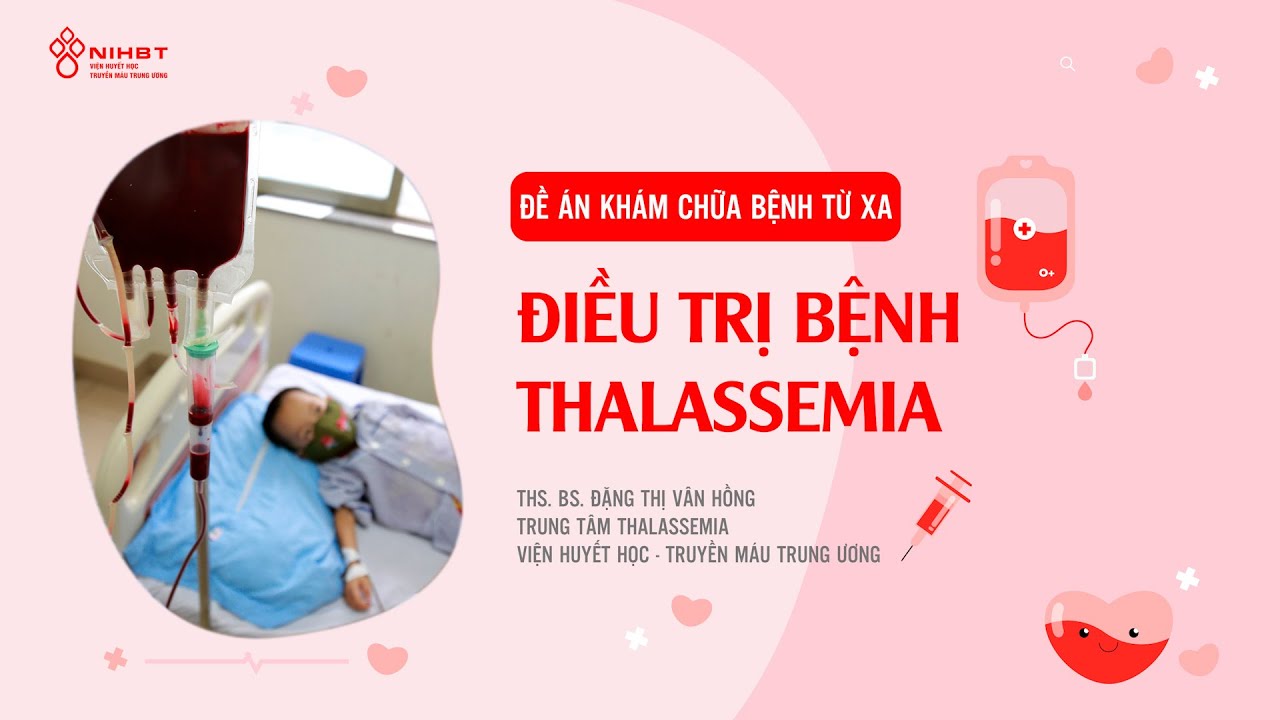 NIHBT
VIỆN HUYẾT HỌC
TRUYỀN MÁU TRUNG ƯƠNG
ĐỀ ÁN KHÁM CHỮA BỆNH TỪ XA
ĐIỀU TRỊ BỆNH
THALASSEMIA
THS. BS. ĐẶNG THỊ VÂN HỒNG
TRUNG TÂM THALASSEMIA
VIỆN HUYẾT HỌC - TRUYỀN MÁU TRUNG ƯƠNG
O+